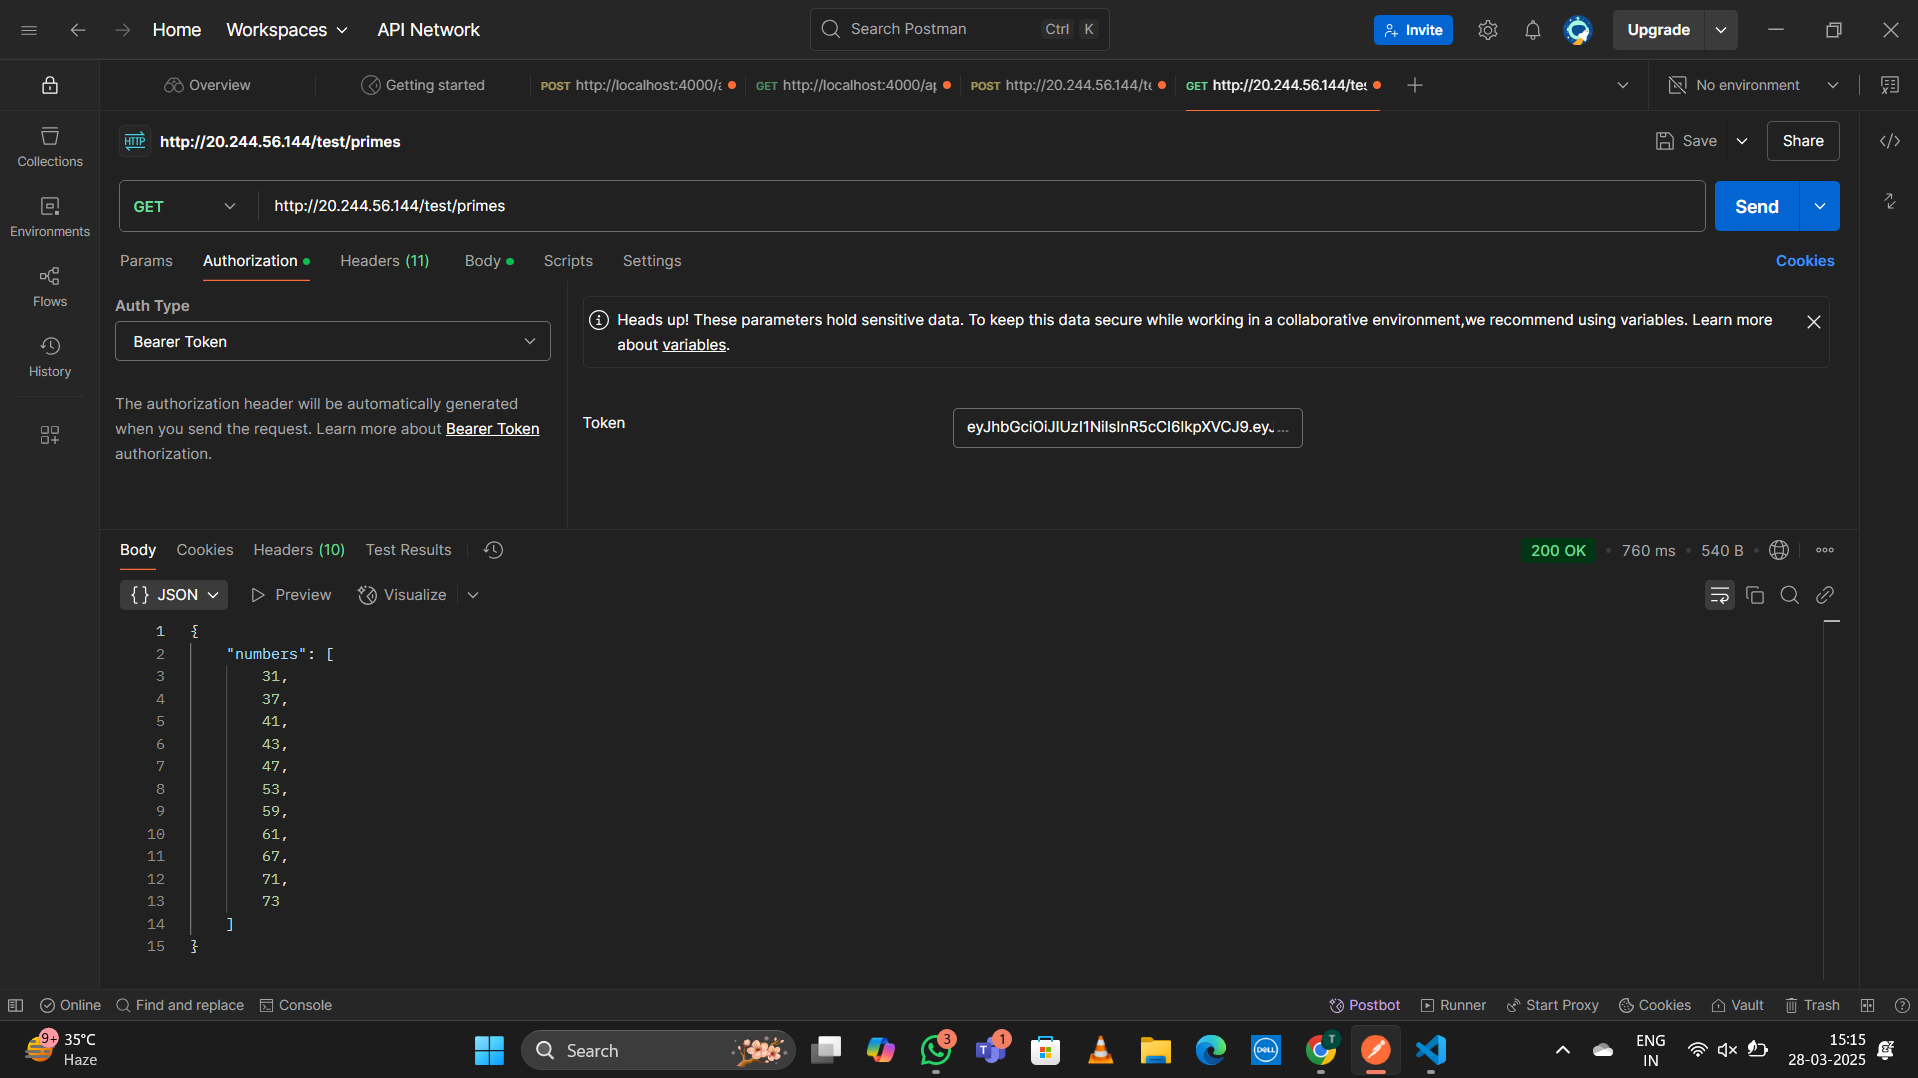 Home Workspaces API Network
Search Postman Ctrl K
Invite Upgrade
Overview
Getting started
POST http://localhost:4000/a
GET http://localhost:4000/ap
POST http://20.244.56.144/te
GET http://20.244.56.144/tes
No environment
HTTP http://20.244.56.144/test/primes
Save Share
Collections
Environments
Flows
History
GET http://20.244.56.144/test/primes
Send
Params Authorization Headers (11) Body Scripts Settings
Cookies
Auth Type
Bearer Token
The authorization header will be automatically generated
when you send the request. Learn more about Bearer Token
authorization.
Heads up! These parameters hold sensitive data. To keep this data secure while working in a collaborative environment,we recommend using variables. Learn more
about variables.
Token
Body Cookies Headers (10) Test Results
200 OK 760 ms 540 B
{} JSON Preview Visualize
1 {
2 "numbers": [
3 31,
4 37,
5 41,
6 43,
7 47,
8 53,
9 59,
10 61,
11 67,
12 71,
13 73
14 ]
15 }
Online Find and replace Console
Postbot Runner Start Proxy Cookies Vault Trash
9+
35°C
Haze
Search
3
1
DELL
T
ENG
IN
15:15
28-03-2025